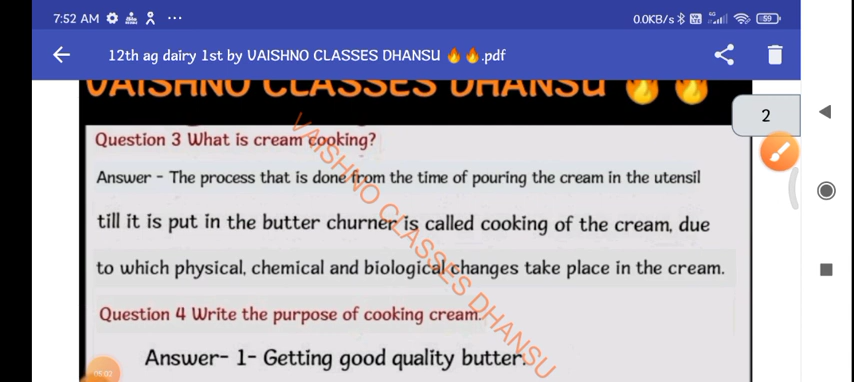 7:52 AM
0.0KB/s 59
12th ag dairy 1st by VAISHNO CLASSES DHANSU 🔥🔥.pdf
VAISHNO CLASSES DHANSU 🔥🔥
2
Question 3 What is cream cooking?
Answer - The process that is done from the time of pouring the cream in the utensil
till it is put in the butter churner is called cooking of the cream, due
to which physical, chemical and biological changes take place in the cream.
Question 4 Write the purpose of cooking cream.
Answer- 1- Getting good quality butter.
VAISHNO CLASSES DHANSU